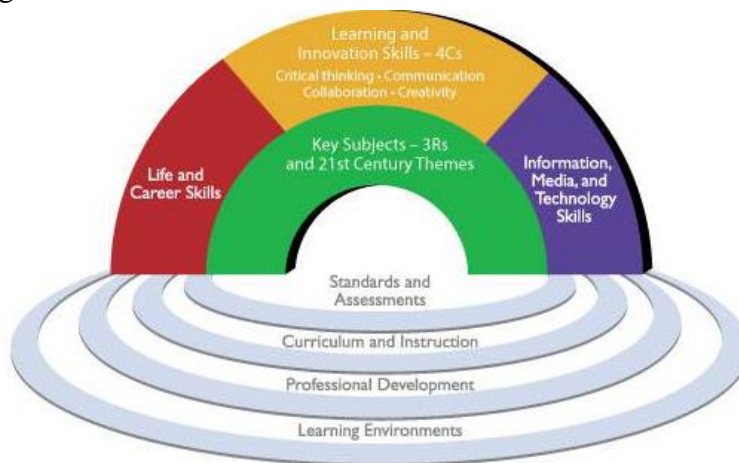 Learning and
Innovation Skills – 4Cs
Critical thinking • Communication
Collaboration • Creativity
Key Subjects – 3Rs
and 21st Century Themes
Life and
Career Skills
Information,
Media, and
Technology
Skills
Standards and
Assessments
Curriculum and Instruction
Professional Development
Learning Environments